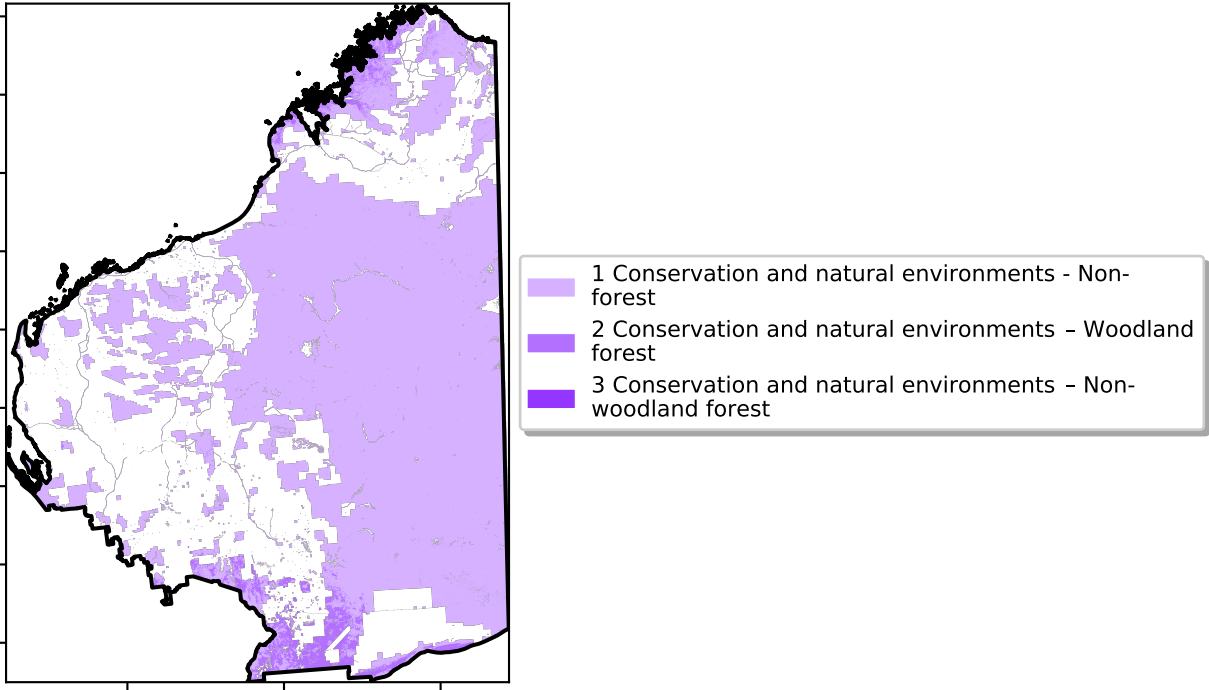 1 Conservation and natural environments - Non-
forest
2 Conservation and natural environments – Woodland
forest
3 Conservation and natural environments – Non-
woodland forest